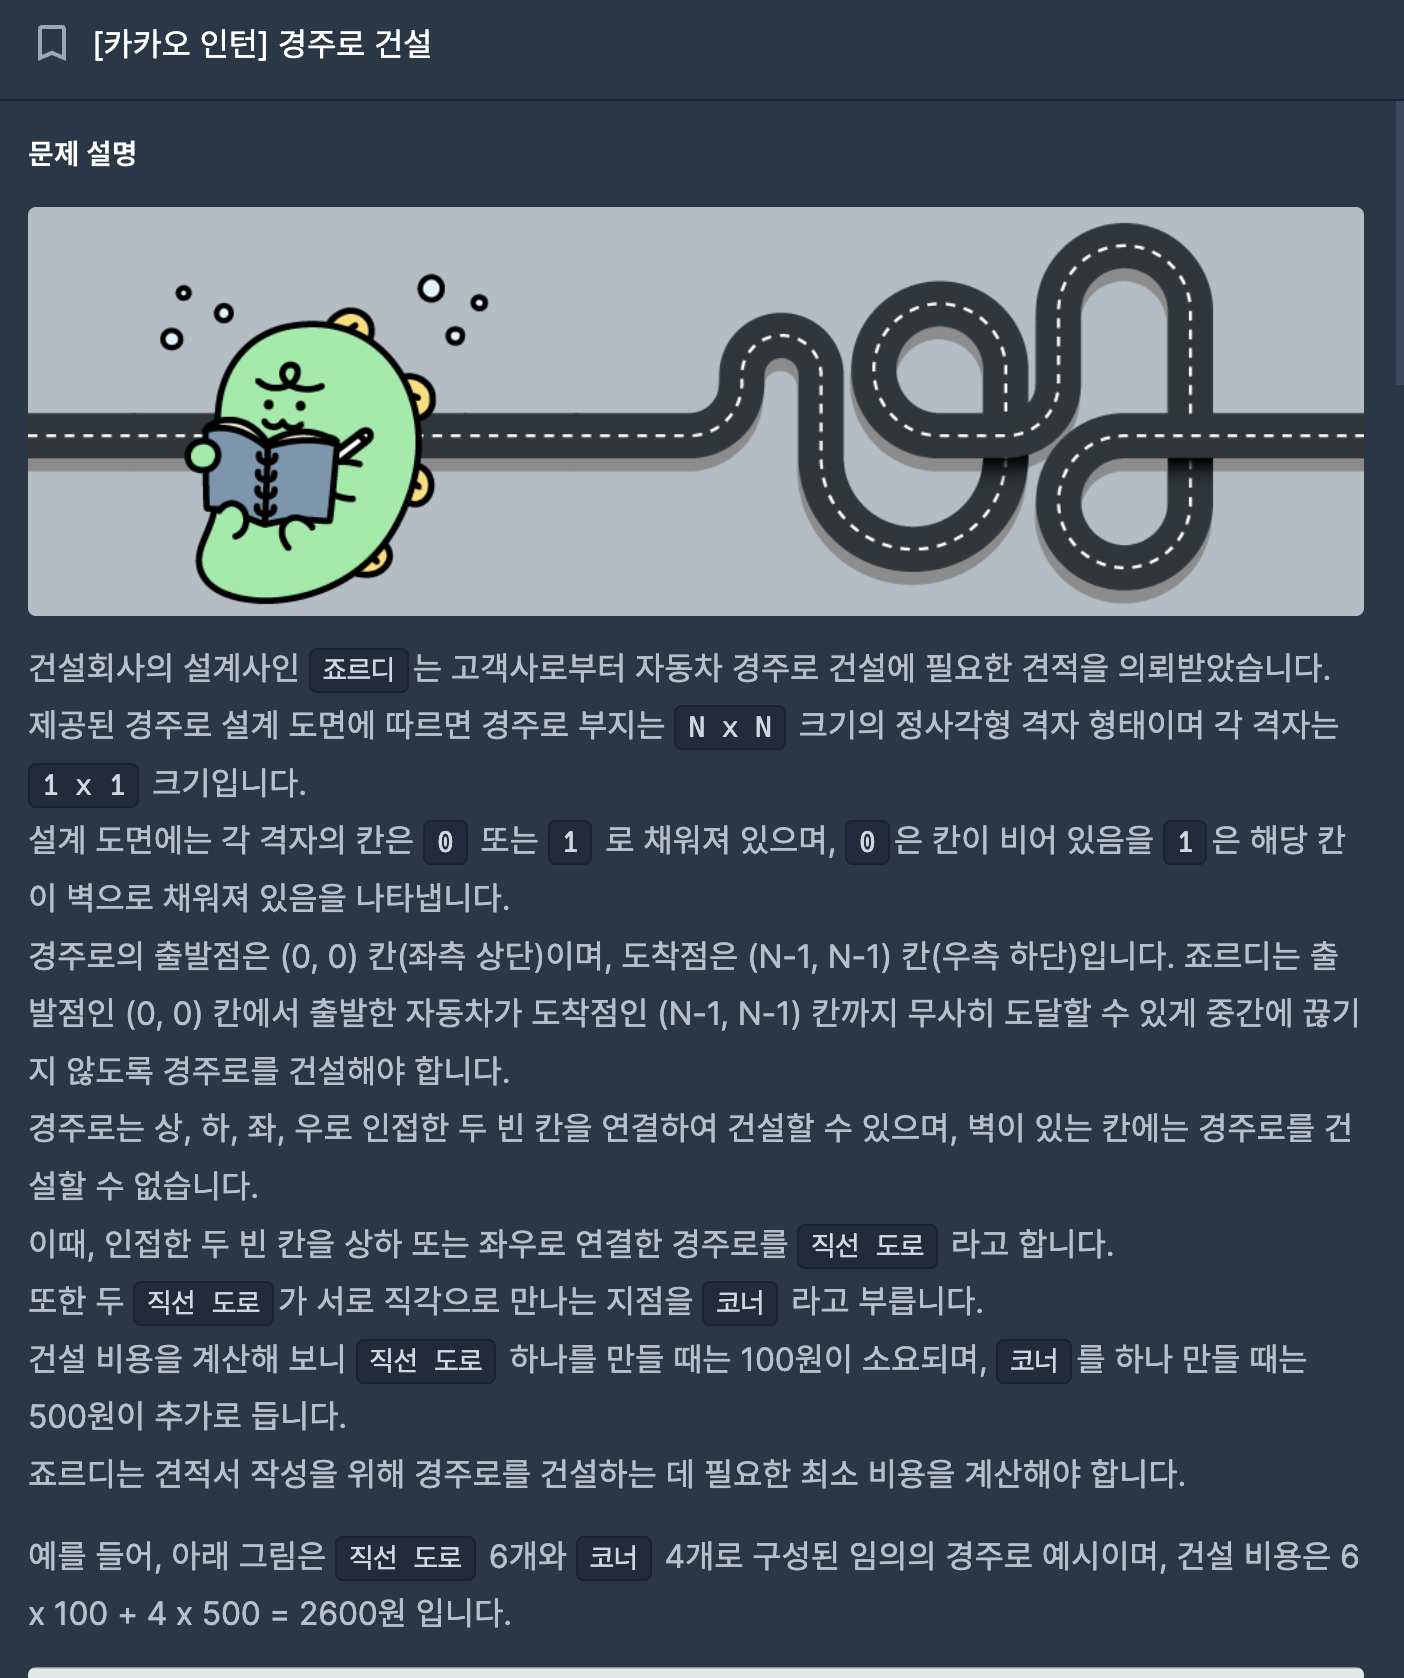 [카카오 인턴] 경주로 건설
문제 설명
건설회사의 설계사인 죠르디는 고객사로부터 자동차 경주로 건설에 필요한 견적을 의뢰받았습니다.
제공된 경주로 설계 도면에 따르면 경주로 부지는 N x N 크기의 정사각형 격자 형태이며 각 격자는
1 x 1 크기입니다.
설계 도면에는 각 격자의 칸은 0 또는 1 로 채워져 있으며, 0은 칸이 비어 있음을 1은 해당 칸
이 벽으로 채워져 있음을 나타냅니다.
경주로의 출발점은 (0, 0) 칸(좌측 상단)이며, 도착점은 (N-1, N-1) 칸(우측 하단)입니다. 죠르디는 출
발점인 (0, 0) 칸에서 출발한 자동차가 도착점인 (N-1, N-1) 칸까지 무사히 도달할 수 있게 중간에 끊기
지 않도록 경주로를 건설해야 합니다.
경주로는 상, 하, 좌, 우로 인접한 두 빈 칸을 연결하여 건설할 수 있으며, 벽이 있는 칸에는 경주로를 건
설할 수 없습니다.
이때, 인접한 두 빈 칸을 상하 또는 좌우로 연결한 경주로를 직선 도로 라고 합니다.
또한 두 직선 도로가 서로 직각으로 만나는 지점을 코너 라고 부릅니다.
건설 비용을 계산해 보니 직선 도로 하나를 만들 때는 100원이 소요되며, 코너를 하나 만들 때는
500원이 추가로 듭니다.
죠르디는 견적서 작성을 위해 경주로를 건설하는 데 필요한 최소 비용을 계산해야 합니다.
예를 들어, 아래 그림은 직선 도로 6개와 코너 4개로 구성된 임의의 경주로 예시이며, 건설 비용은 6
x 100 + 4 x 500 = 2600원 입니다.